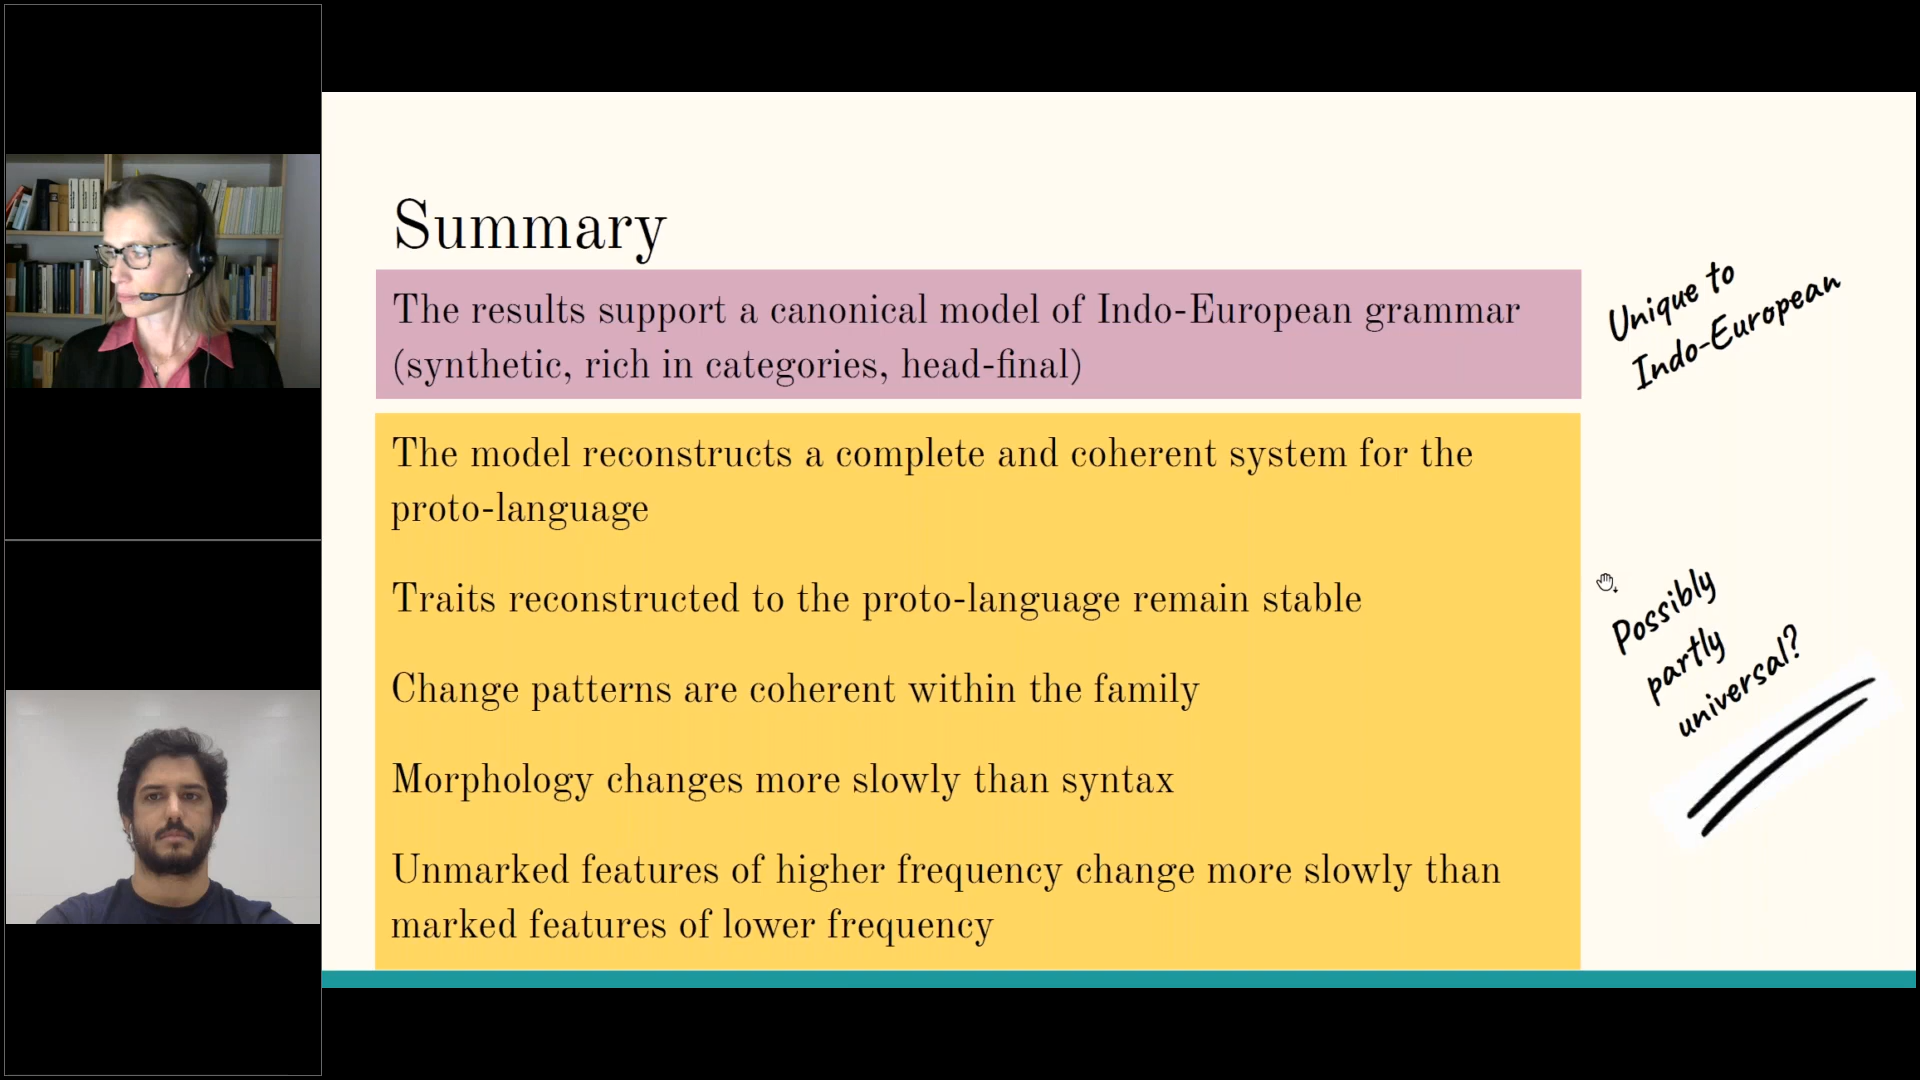 Summary
The results support a canonical model of Indo-European grammar
(synthetic, rich in categories, head-final)
Unique to
Indo-European
The model reconstructs a complete and coherent system for the
proto-language
Traits reconstructed to the proto-language remain stable
Change patterns are coherent within the family
Morphology changes more slowly than syntax
Unmarked features of higher frequency change more slowly than
marked features of lower frequency
Possibly
partly
universal?